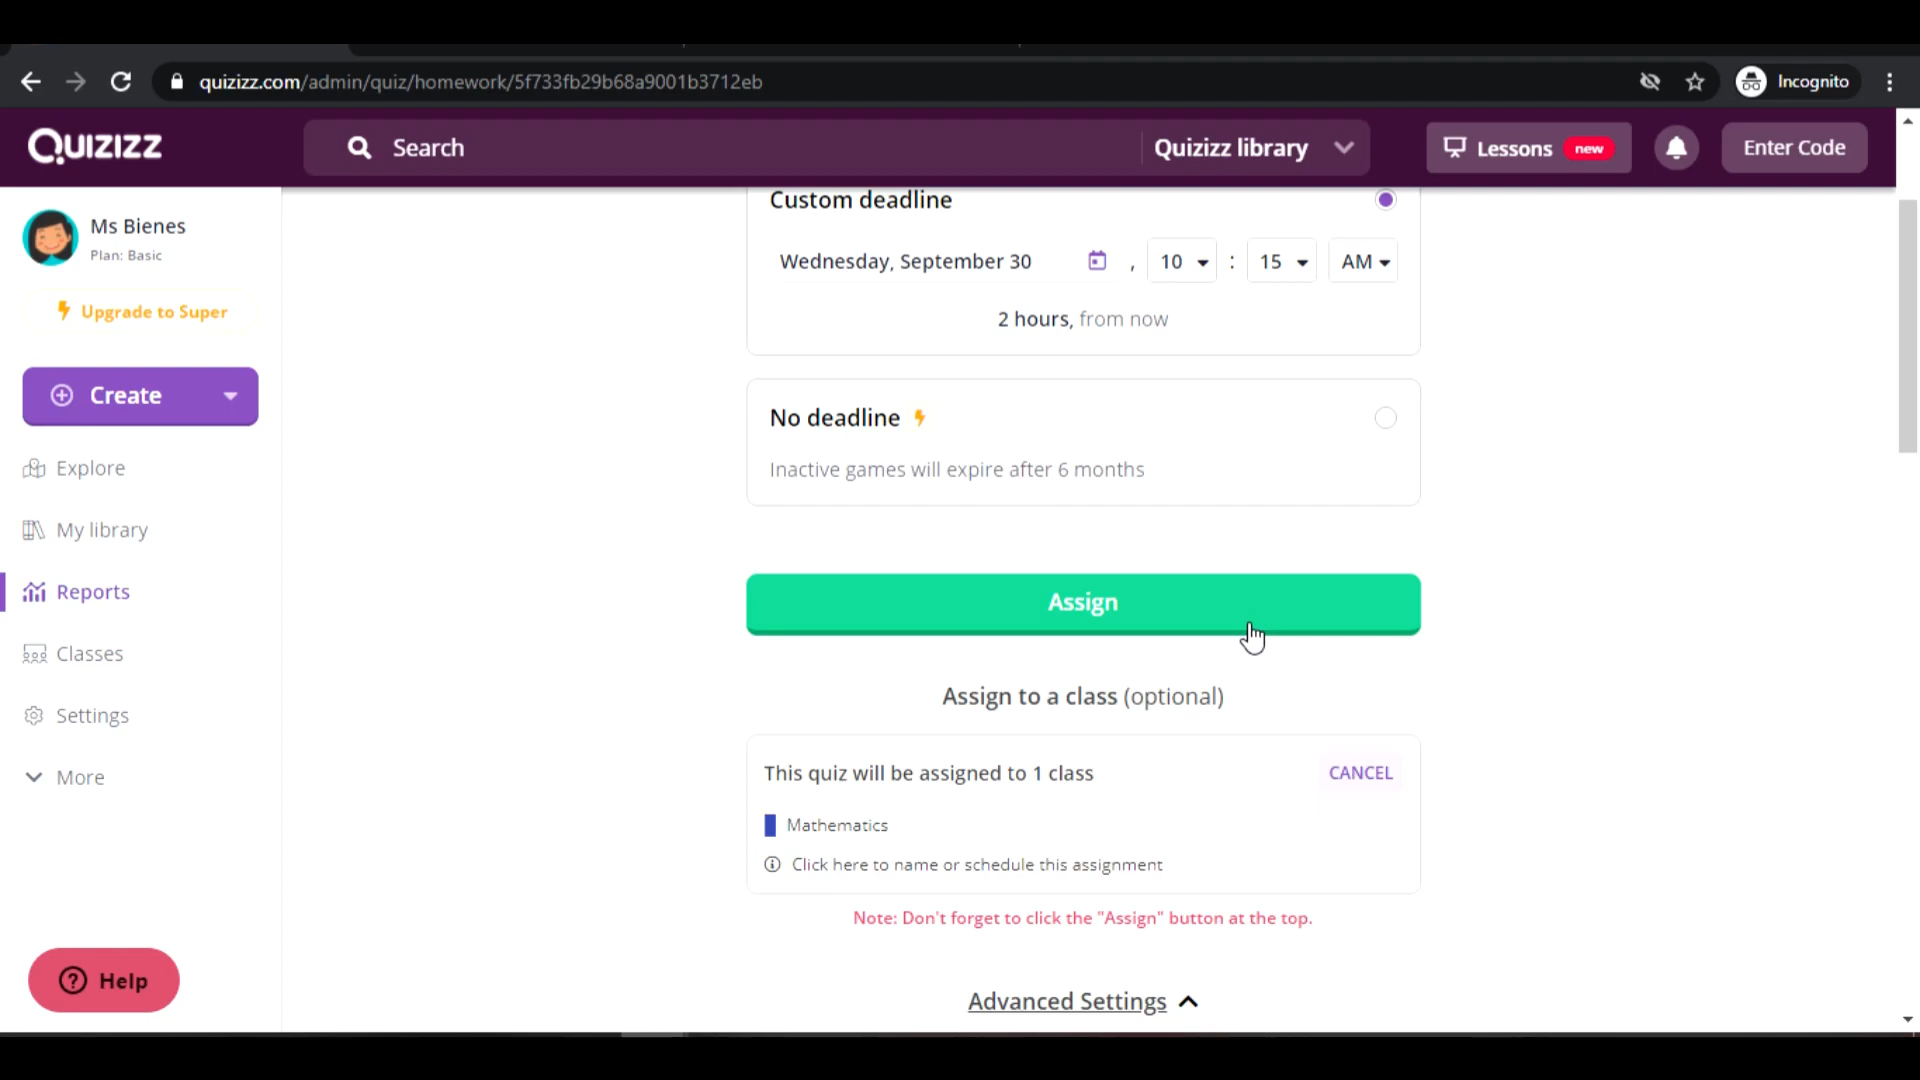 quizizz.com/admin/quiz/homework/5f733fb29b68a9001b3712eb
Incognito
QUIZIZZ
Search
Quizizz library
Lessons new
Enter Code
Ms Bienes
Plan: Basic
Upgrade to Super
Create
Explore
My library
Reports
Classes
Settings
More
Help
Custom deadline
Wednesday, September 30 , 10 : 15 AM
2 hours, from now
No deadline
Inactive games will expire after 6 months
Assign
Assign to a class (optional)
This quiz will be assigned to 1 class CANCEL
Mathematics
Click here to name or schedule this assignment
Note: Don't forget to click the "Assign" button at the top.
Advanced Settings